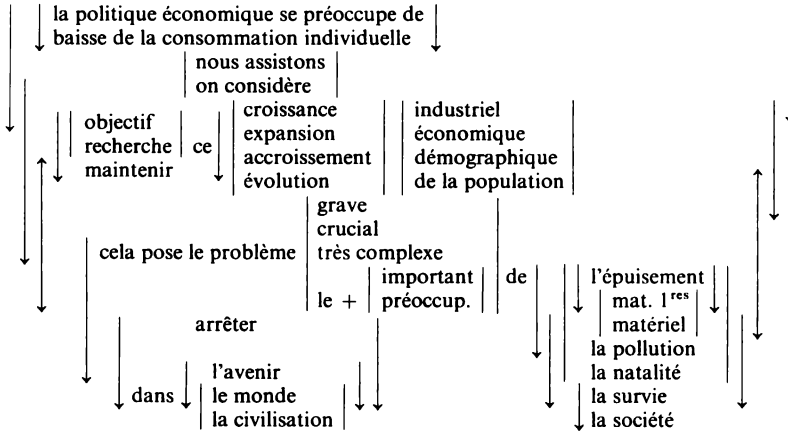 la politique économique se préoccupe de
baisse de la consommation individuelle
nous assistons
on considère
croissance industriel
objectif expansion économique
recherche ce accroissement démographique
maintenir évolution de la population
grave
crucial
cela pose le problème très complexe
important de l'épuisement
le + préoccup. mat. 1res
arrêter matériel
la pollution
l'avenir la natalité
dans le monde la survie
la civilisation la société